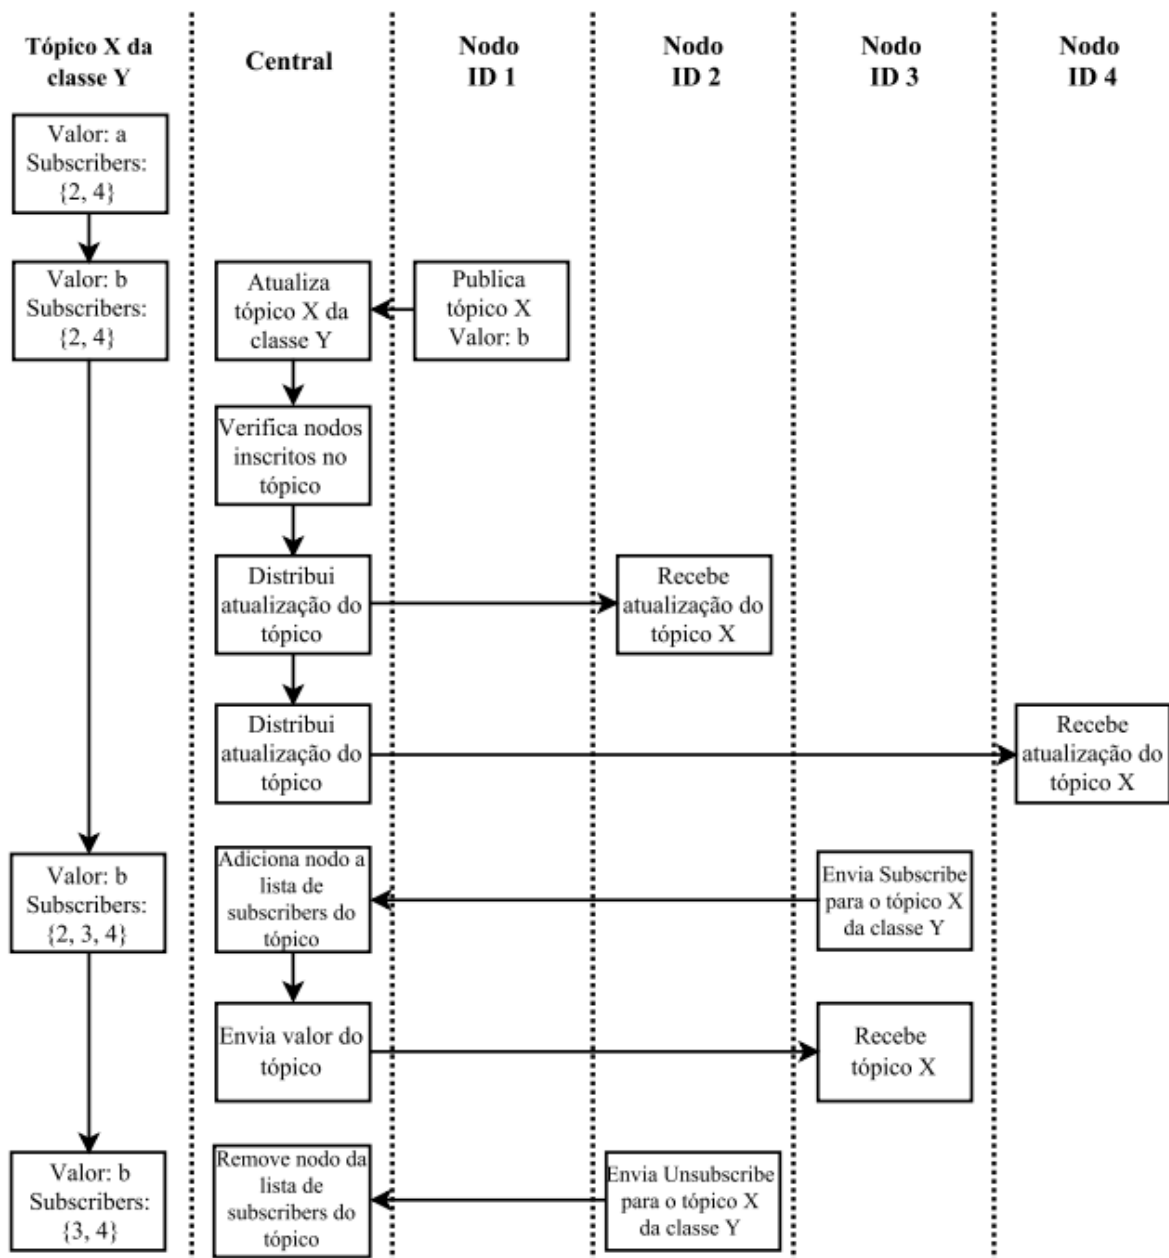 Tópico X da
classe Y
Central
Nodo
ID 1
Nodo
ID 2
Nodo
ID 3
Nodo
ID 4
Valor: a
Subscribers:
{2, 4}
Valor: b
Subscribers:
{2, 4}
Atualiza
tópico X da
classe Y
Publica
tópico X
Valor: b
Verifica nodos
inscritos no
tópico
Distribui
atualização do
tópico
Recebe
atualização do
tópico X
Distribui
atualização do
tópico
Recebe
atualização do
tópico X
Valor: b
Subscribers:
{2, 3, 4}
Adiciona nodo a
lista de
subscribers do
tópico
Envia Subscribe
para o tópico X
da classe Y
Envia valor do
tópico
Recebe
tópico X
Valor: b
Subscribers:
{3, 4}
Remove nodo da
lista de
subscribers do
tópico
Envia Unsubscribe
para o tópico X
da classe Y